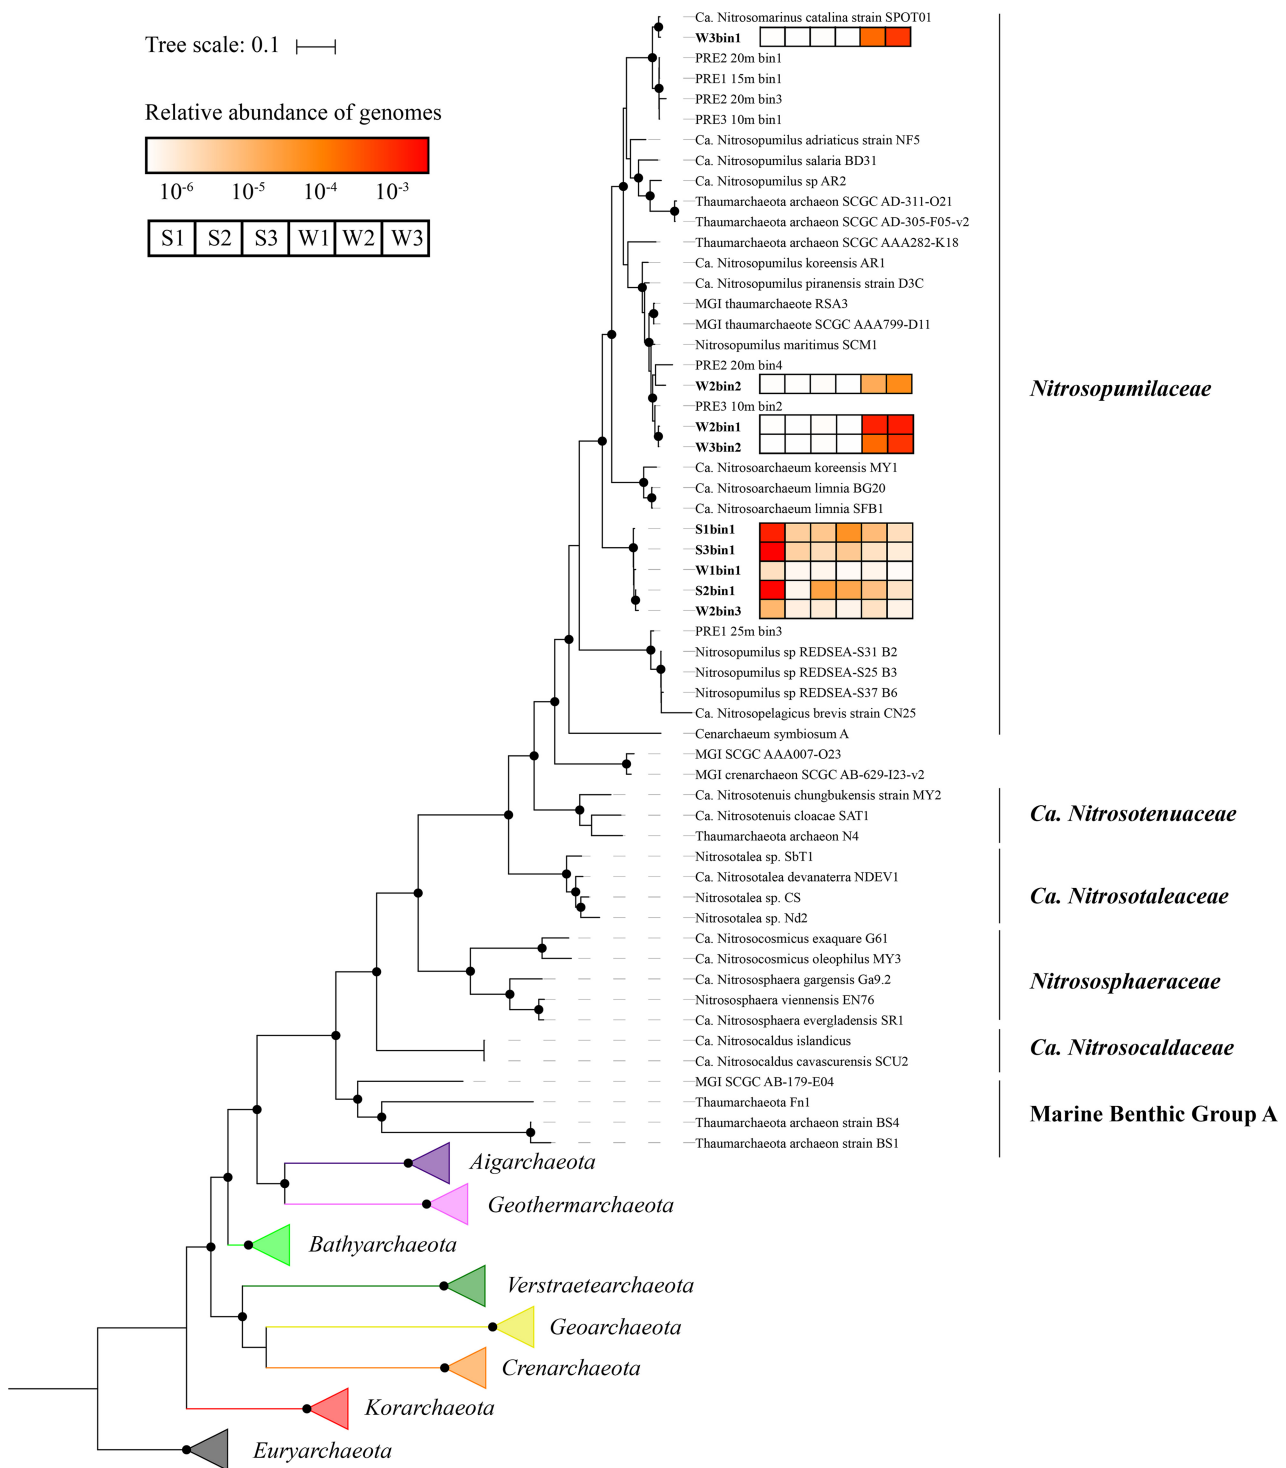 Tree scale: 0.1
Relative abundance of genomes
10-6 10-5 10-4 10-3
S1 S2 S3 W1 W2 W3
Ca. Nitrosomarinus catalina strain SPOT01
W3bin1
PRE2 20m bin1
PRE1 15m bin1
PRE2 20m bin3
PRE3 10m bin1
Ca. Nitrosopumilus adriaticus strain NF5
Ca. Nitrosopumilus salaria BD31
Ca. Nitrosopumilus sp AR2
Thaumarchaeota archaeon SCGC AD-311-O21
Thaumarchaeota archaeon SCGC AD-305-F05-v2
Thaumarchaeota archaeon SCGC AAA282-K18
Ca. Nitrosopumilus koreensis AR1
Ca. Nitrosopumilus piranensis strain D3C
MGI thaumarchaeote RSA3
MGI thaumarchaeote SCGC AAA799-D11
Nitrosopumilus maritimus SCM1
PRE2 20m bin4
W2bin2
PRE3 10m bin2
W2bin1
W3bin2
Ca. Nitrosoarchaeum koreensis MY1
Ca. Nitrosoarchaeum limnia BG20
Ca. Nitrosoarchaeum limnia SFB1
S1bin1
S3bin1
W1bin1
S2bin1
W2bin3
PRE1 25m bin3
Nitrosopumilus sp REDSEA-S31 B2
Nitrosopumilus sp REDSEA-S25 B3
Nitrosopumilus sp REDSEA-S37 B6
Ca. Nitrosopelagicus brevis strain CN25
Cenarchaeum symbiosum A
Nitrosopumilaceae
MGI SCGC AAA007-O23
MGI crenarchaeon SCGC AB-629-I23-v2
Ca. Nitrosotenuis chungbukensis strain MY2
Ca. Nitrosotenuis cloacae SAT1
Thaumarchaeota archaeon N4
Ca. Nitrosotenuaceae
Nitrosotalea sp. SbT1
Ca. Nitrosotalea devanaterra NDEV1
Nitrosotalea sp. CS
Nitrosotalea sp. Nd2
Ca. Nitrosotaleaceae
Ca. Nitrosocosmicus exaquare G61
Ca. Nitrosocosmicus oleophilus MY3
Ca. Nitrososphaera gargensis Ga9.2
Nitrososphaera viennensis EN76
Ca. Nitrososphaera evergladensis SR1
Nitrososphaeraceae
Ca. Nitrosocaldus islandicus
Ca. Nitrosocaldus cavascurensis SCU2
Ca. Nitrosocaldaceae
MGI SCGC AB-179-E04
Thaumarchaeota Fn1
Thaumarchaeota archaeon strain BS4
Thaumarchaeota archaeon strain BS1
Marine Benthic Group A
Aigarchaeota
Geothermarchaeota
Bathyarchaeota
Verstraetearchaeota
Geoarchaeota
Crenarchaeota
Korarchaeota
Euryarchaeota